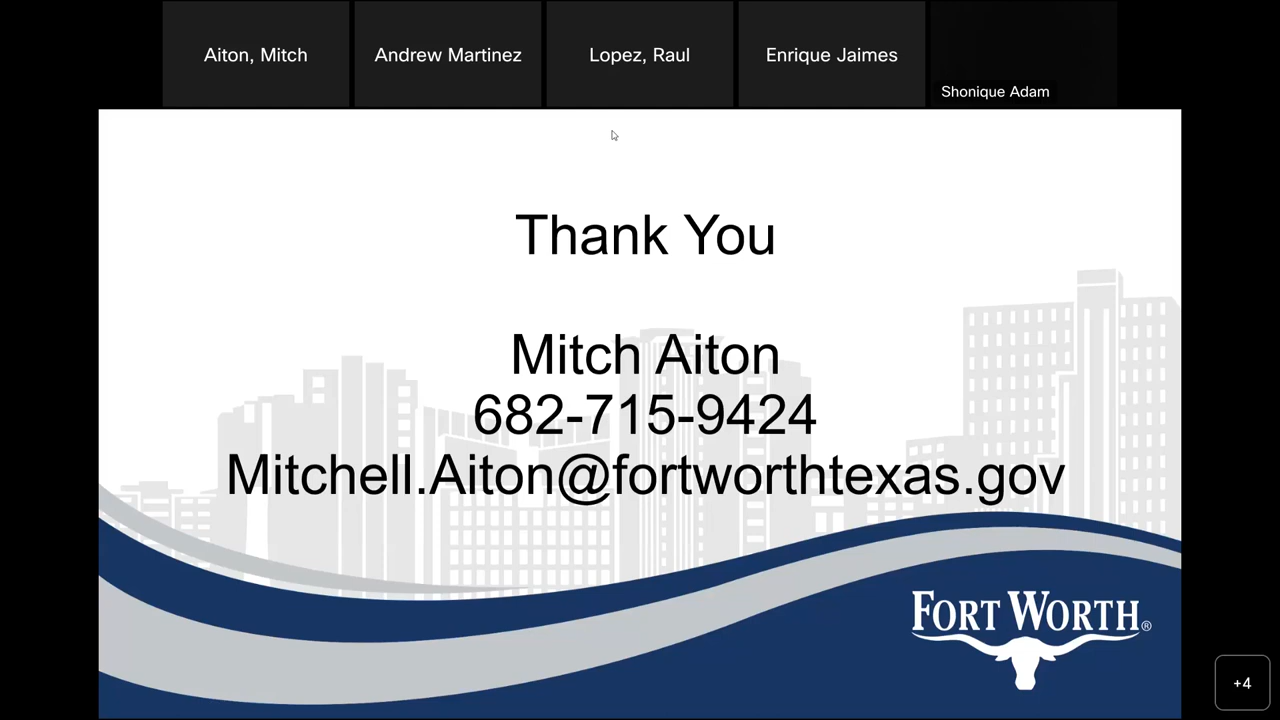 Aiton, Mitch
Andrew Martinez
Lopez, Raul
Enrique Jaimes
Shonique Adam
Thank You
Mitch Aiton
682-715-9424
Mitchell.Aiton@fortworthtexas.gov
FORT WORTH®
+4